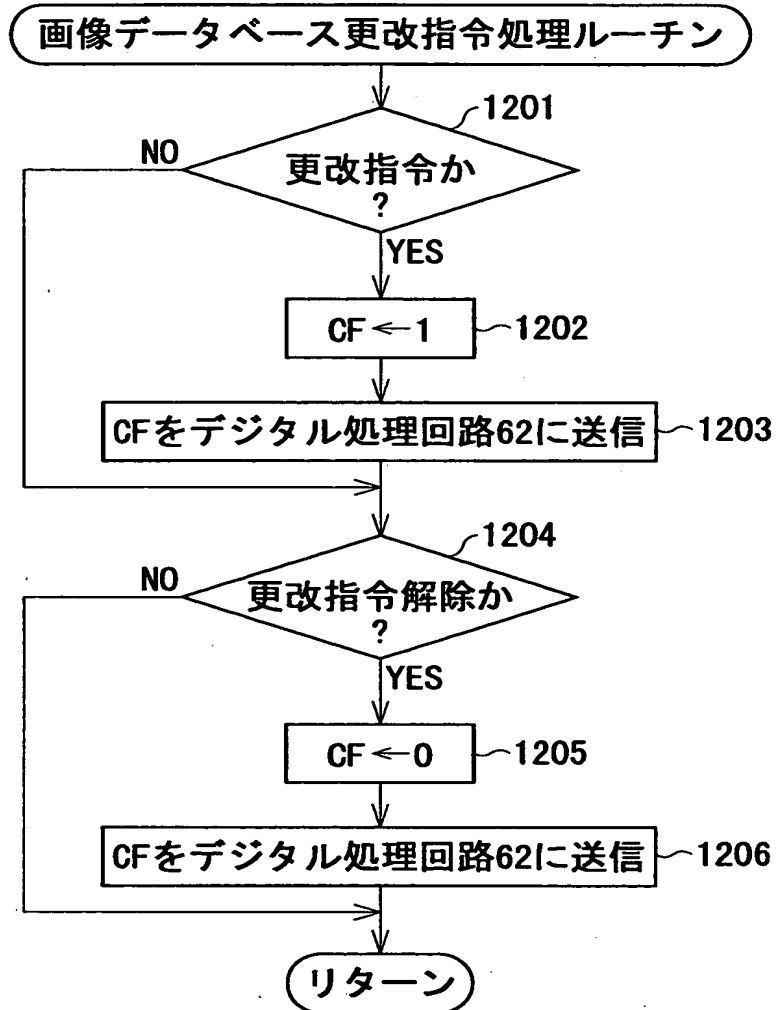 画像データベース更改指令処理ルーチン
1201
NO
更改指令か
?
YES
CF←1
1202
CFをデジタル処理回路62に送信
1203
1204
NO
更改指令解除か
?
YES
CF←0
1205
CFをデジタル処理回路62に送信
1206
リターン